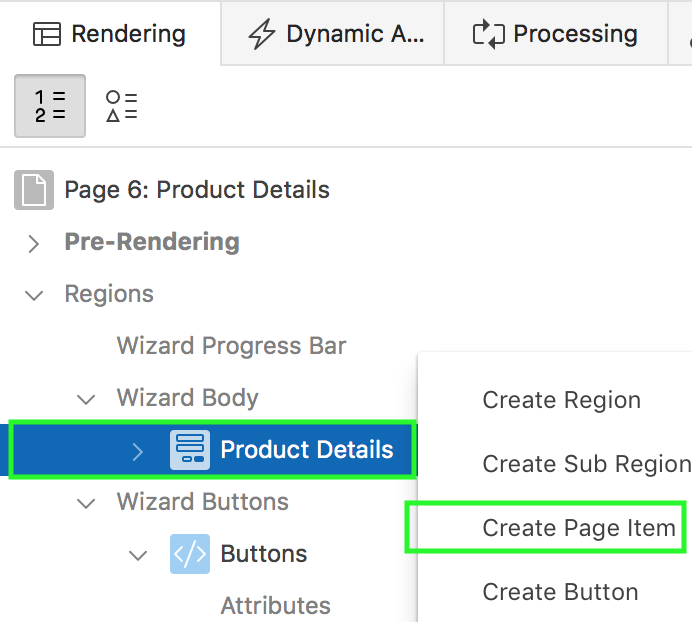 Rendering
Dynamic A...
Processing
1
2
Page 6: Product Details
Pre-Rendering
Regions
Wizard Progress Bar
Wizard Body
Create Region
Product Details
Create Sub Region
Wizard Buttons
Create Page Item
</> Buttons
Create Button
Attributes